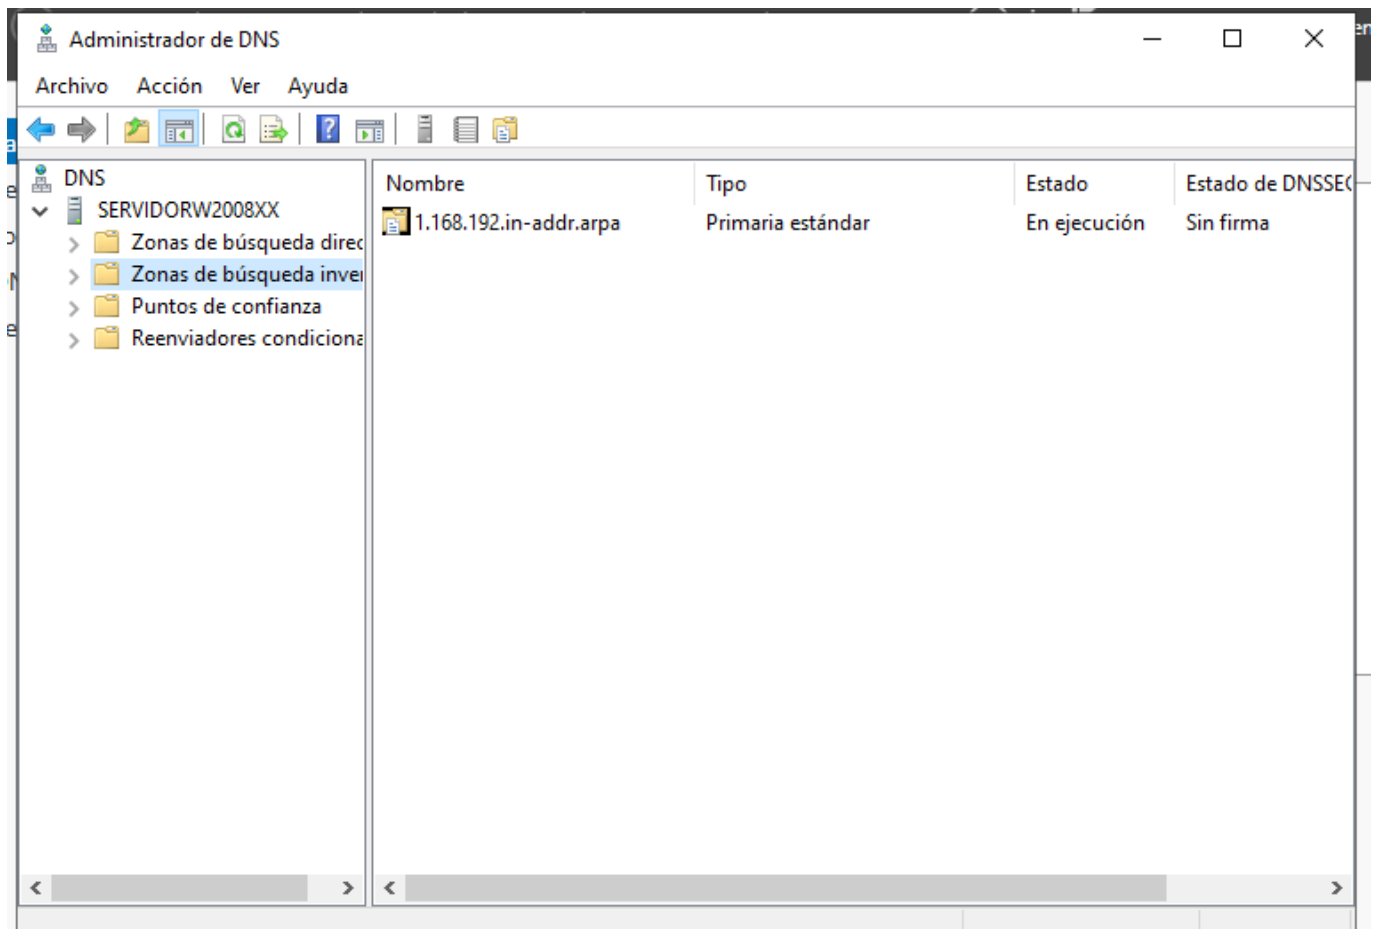 Administrador de DNS
Archivo Acción Ver Ayuda
DNS
SERVIDORW2008XX
Zonas de búsqueda direc
Zonas de búsqueda inver
Puntos de confianza
Reenviadores condiciona
Nombre Tipo Estado Estado de DNSSEC
1.168.192.in-addr.arpa Primaria estándar En ejecución Sin firma